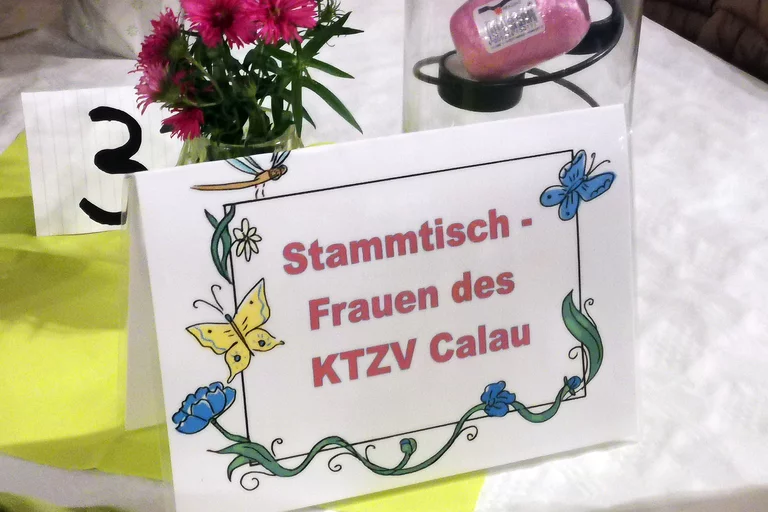 3
Stammtisch -
Frauen des
KTZV Calau